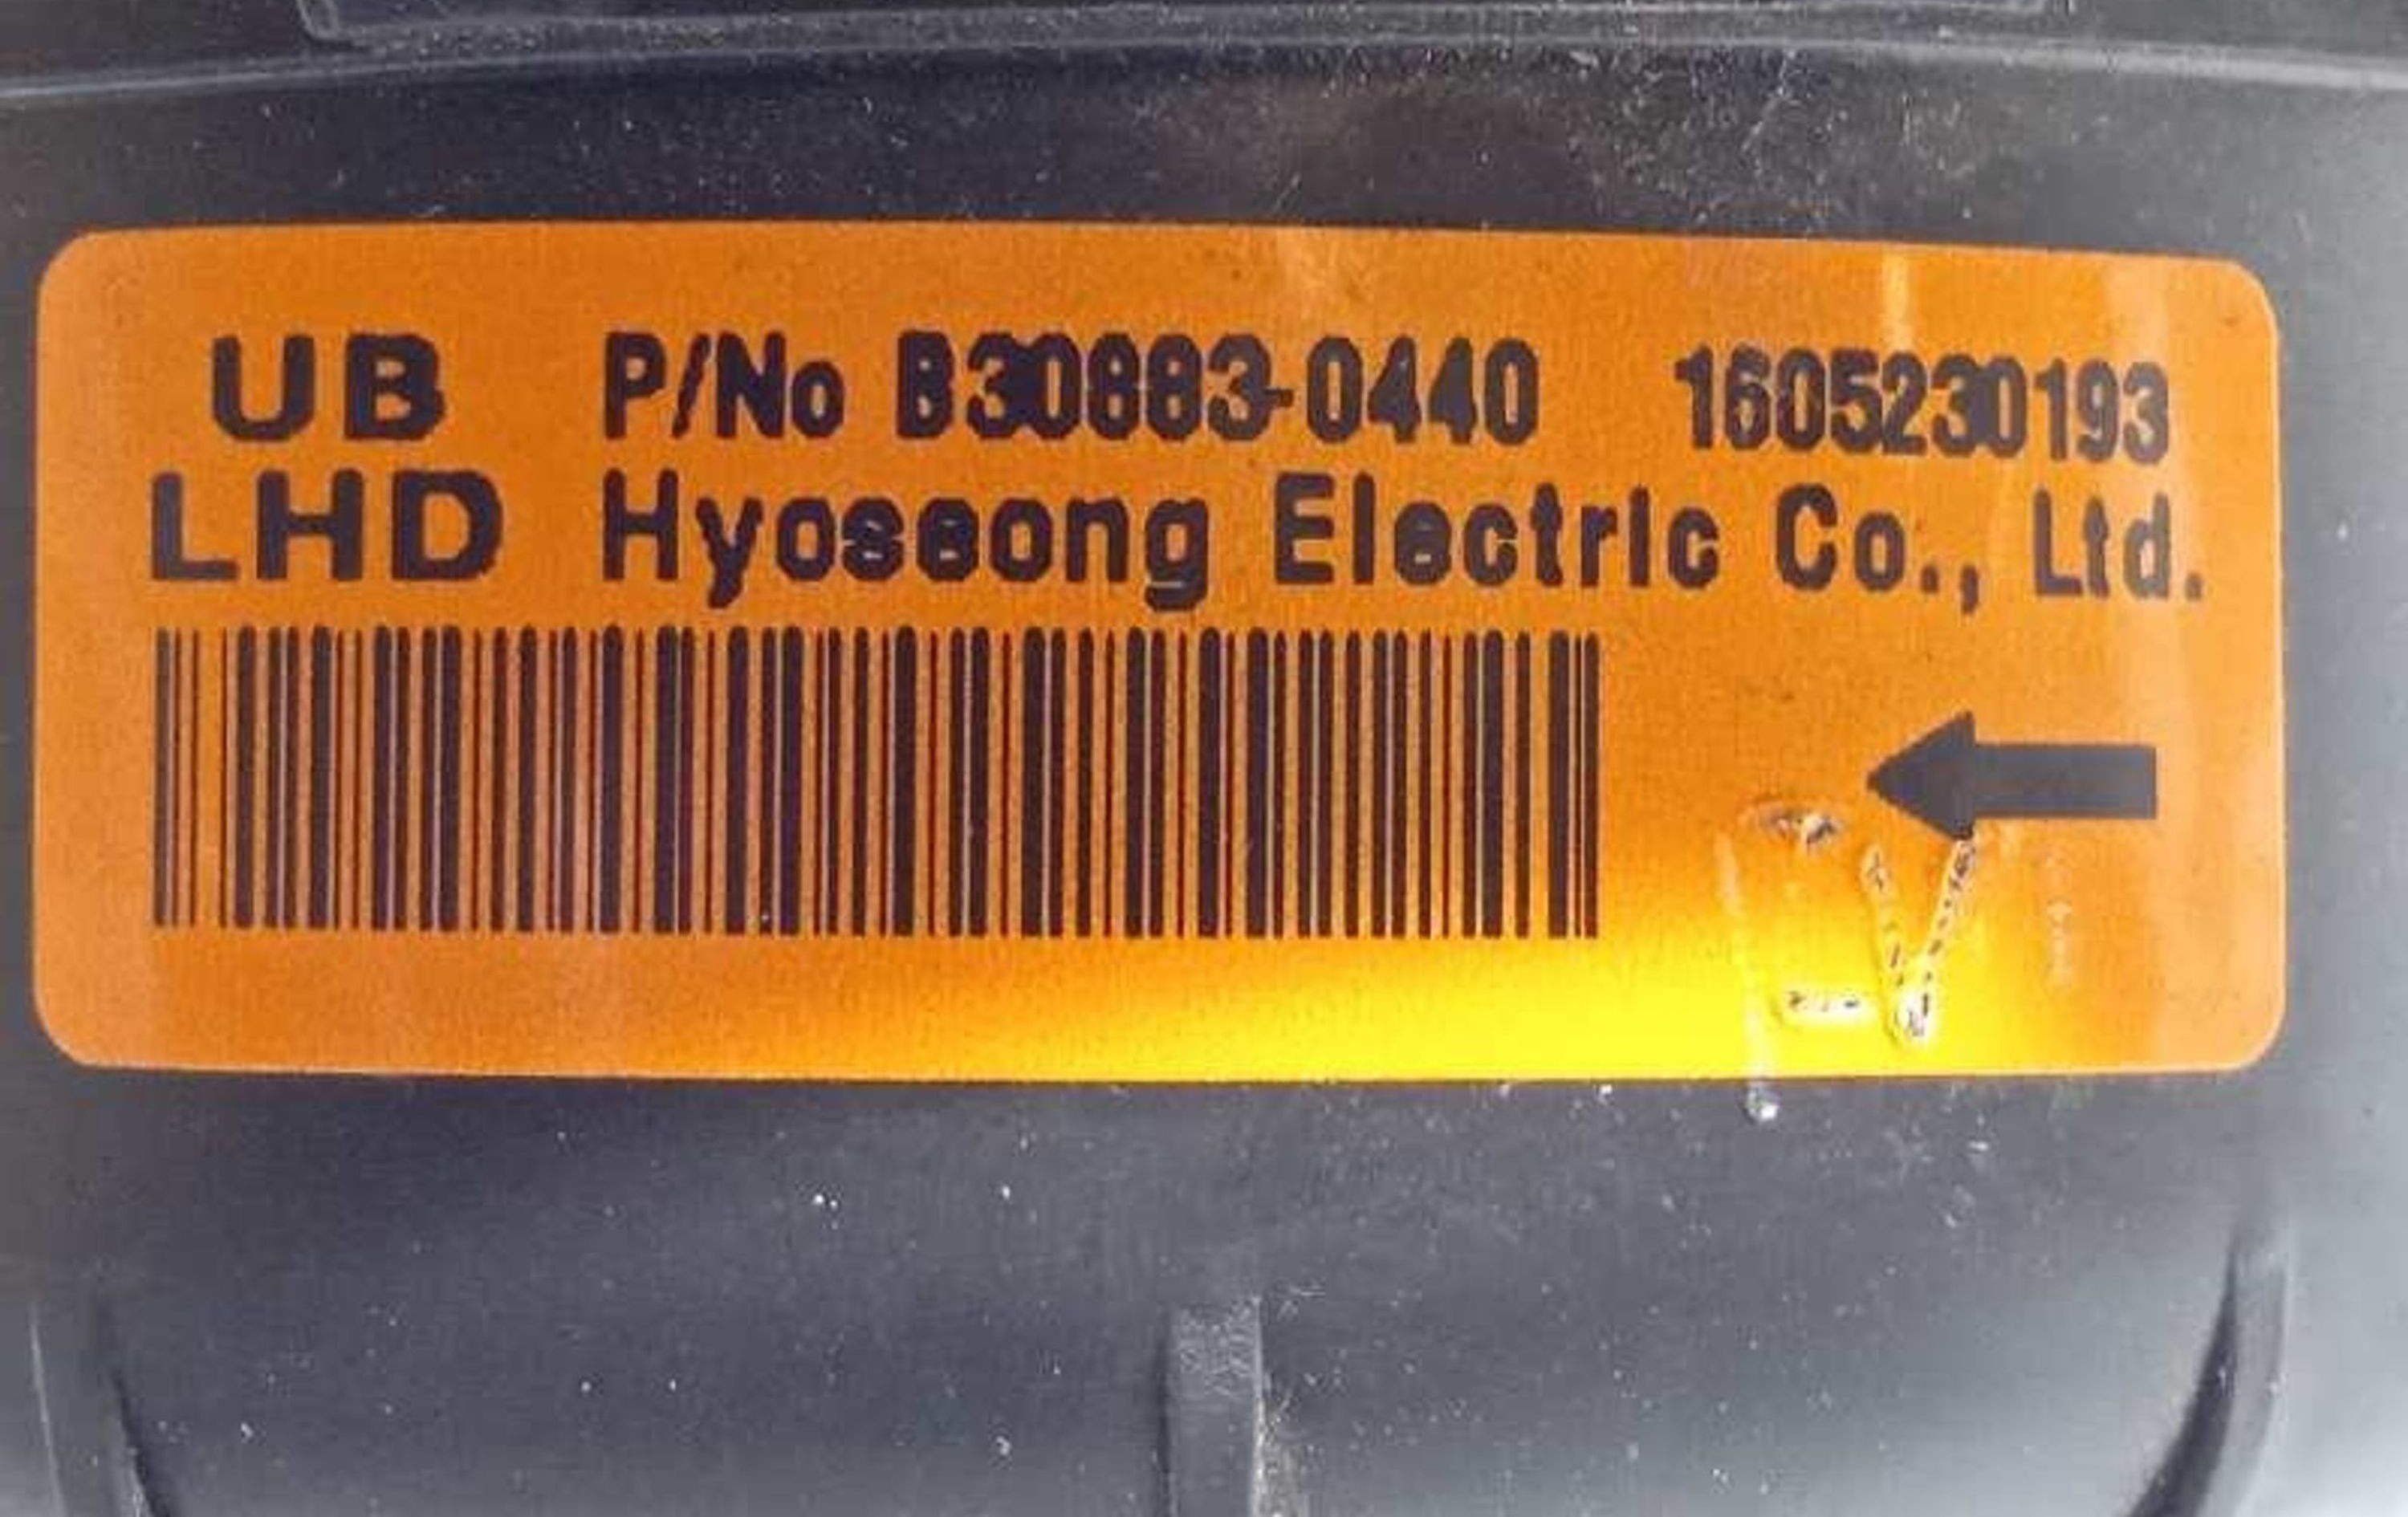 UB P/No B30883-0440 1605230193
LHD Hyoseong Electric Co., Ltd.